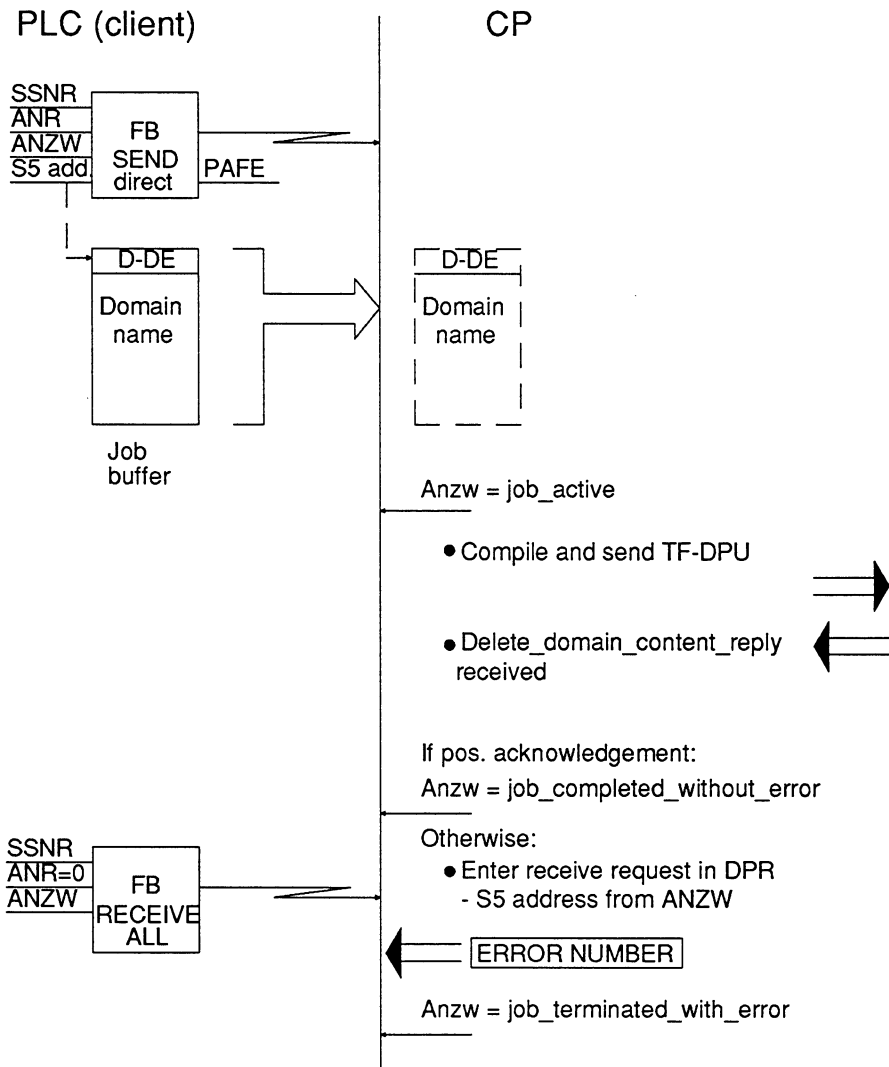 PLC (client)
CP
SSNR
ANR
ANZW
S5 add.
FB
SEND
direct
PAFE
D-DE
Domain
name
Job
buffer
D-DE
Domain
name
Anzw = job_active
● Compile and send TF-DPU
● Delete_domain_content_reply
received
If pos. acknowledgement:
Anzw = job_completed_without_error
Otherwise:
● Enter receive request in DPR
- S5 address from ANZW
SSNR
ANR=0
ANZW
FB
RECEIVE
ALL
ERROR NUMBER
Anzw = job_terminated_with_error